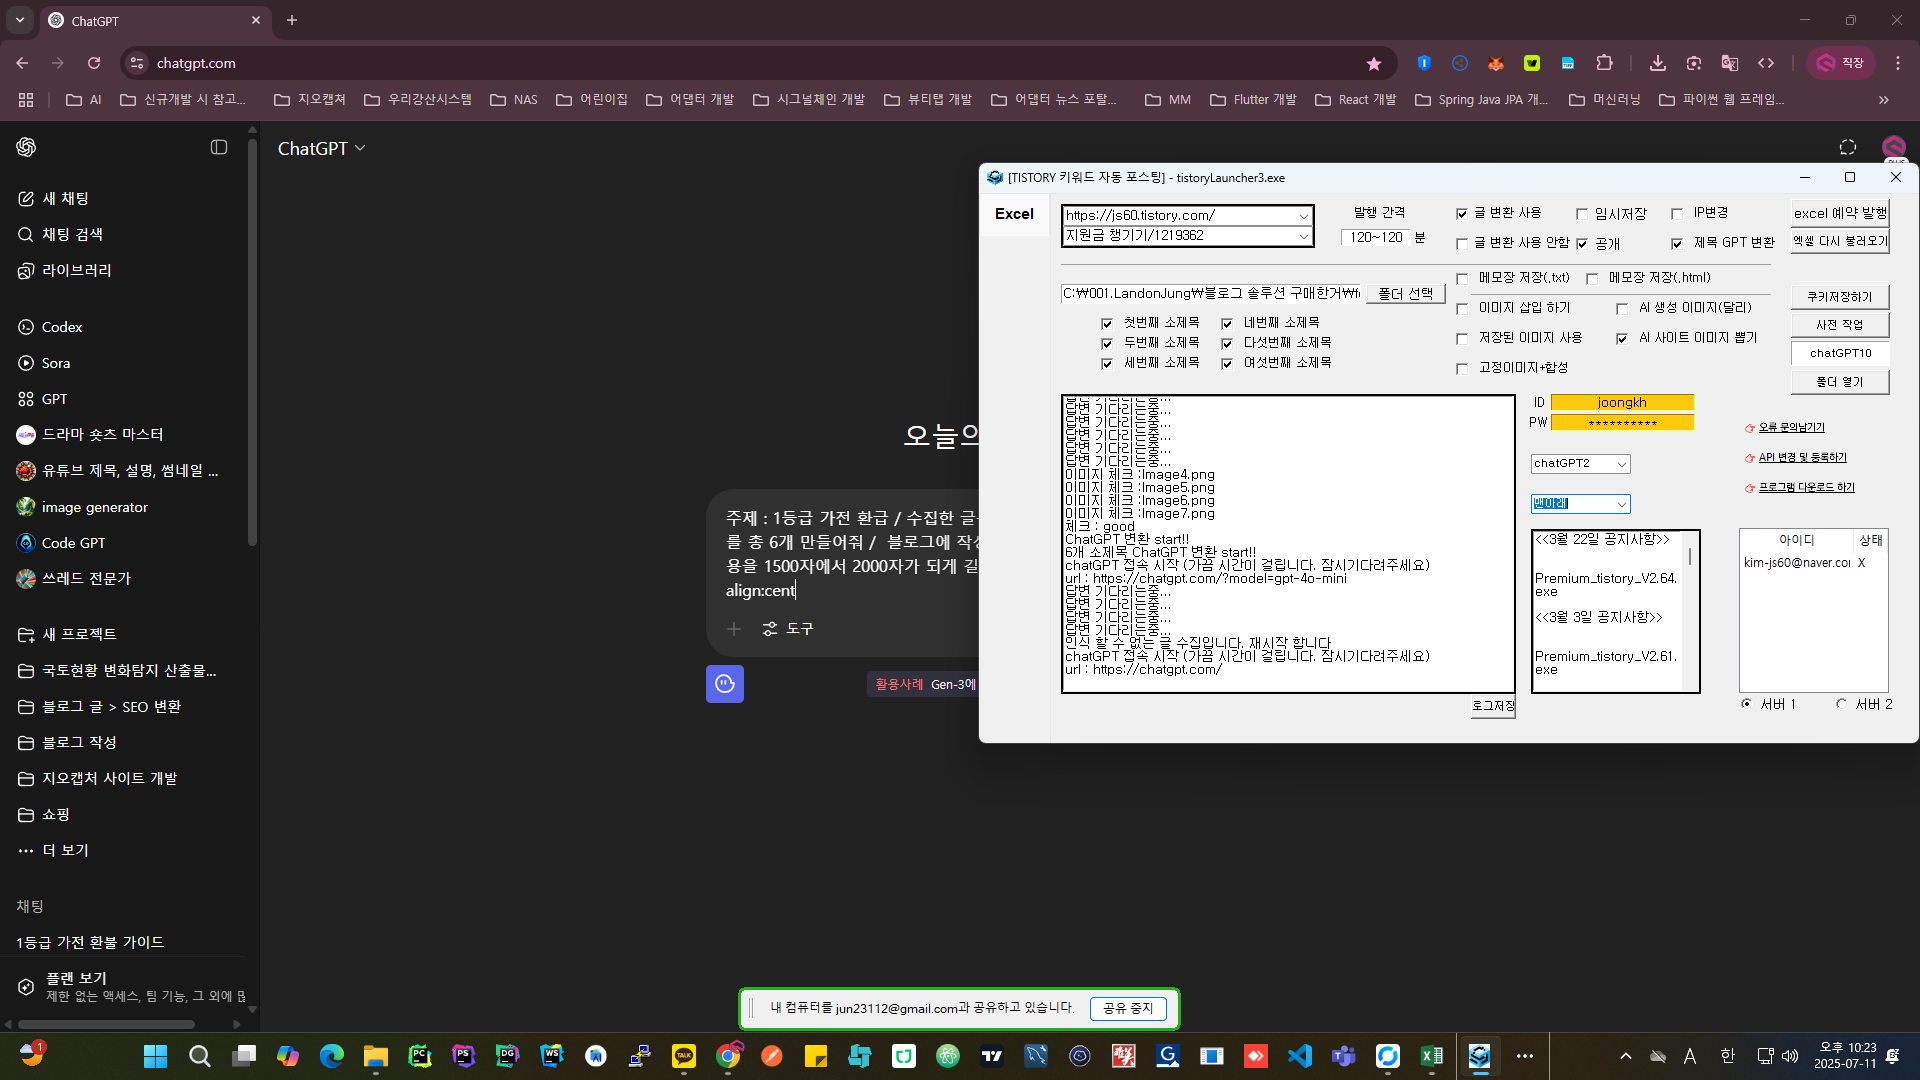 ChatGPT
chatgpt.com
직장
AI
신규개발 시 참고...
지오캡쳐
우리강산시스템
NAS
어린이집
어댑터 개발
시그널체인 개발
뷰티탭 개발
어댑터 뉴스 포탈...
MM
Flutter 개발
React 개발
Spring Java JPA 개...
머신러닝
파이썬 웹 프레임...
ChatGPT
새 채팅
채팅 검색
라이브러리
Codex
Sora
GPT
드라마 숏츠 마스터
유튜브 제목, 설명, 썸네일 ...
image generator
Code GPT
쓰레드 전문가
새 프로젝트
국토현황 변화탐지 산출물...
블로그 글 > SEO 변환
블로그 작성
지오캡처 사이트 개발
쇼핑
더 보기
채팅
1등급 가전 환불 가이드
플랜 보기
제한 없는 액세스, 팀 기능, 그 외에 많
오늘의
주제 : 1등급 가전 환급 / 수집한 글
를 총 6개 만들어줘 / 블로그에 작성
용을 1500자에서 2000자가 되게 길
align:cent
도구
활용사례 Gen-3에
[TISTORY 키워드 자동 포스팅] - tistoryLauncher3.exe
Excel
https://js60.tistory.com/
지원금 챙기기/1219362
발행 간격
120~120 분
글 변환 사용
임시저장
IP변경
글 변환 사용 안함
공개
제목 GPT 변환
excel 예약 발행
엑셀 다시 불러오기
메모장 저장(.txt)
메모장 저장(.html)
C:₩001.LandonJung₩블로그 솔루션 구매한거₩f
폴더 선택
이미지 삽입 하기
AI 생성 이미지(달리)
쿠키저장하기
첫번째 소제목
네번째 소제목
두번째 소제목
다섯번째 소제목
세번째 소제목
여섯번째 소제목
저장된 이미지 사용
AI 사이트 이미지 뽑기
고정이미지+합성
사전 작업
chatGPT10
폴더 열기
답변 기다리는중...
답변 기다리는중...
답변 기다리는중...
답변 기다리는중...
답변 기다리는중...
답변 기다리는중...
이미지 체크 :Image4.png
이미지 체크 :Image5.png
이미지 체크 :Image6.png
이미지 체크 :Image7.png
체크 : good
ChatGPT 변환 start!!
6개 소제목 ChatGPT 변환 start!!
chatGPT 접속 시작 (가끔 시간이 걸립니다. 잠시기다려주세요)
url : https://chatgpt.com/?model=gpt-4o-mini
답변 기다리는중...
답변 기다리는중...
답변 기다리는중...
답변 기다리는중...
인식 할 수 없는 글 수집입니다. 재시작 합니다
chatGPT 접속 시작 (가끔 시간이 걸립니다. 잠시기다려주세요)
url : https://chatgpt.com/
로그저장
ID joongkh
PW **********
chatGPT2
맨아래
오류 문의남기기
API 변경 및 등록하기
프로그램 다운로드 하기
<<3월 22일 공지사항>>
Premium_tistory_V2.64.
exe
<<3월 3일 공지사항>>
Premium_tistory_V2.61.
exe
아이디 상태
kim-js60@naver.co X
서버 1
서버 2
내 컴퓨터를 jun23112@gmail.com과 공유하고 있습니다.
공유 중지
오후 10:23
2025-07-11